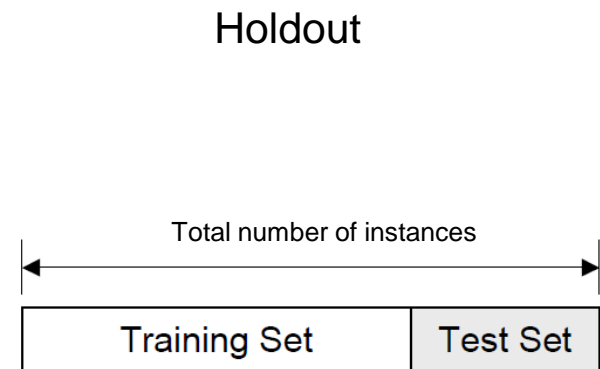 Holdout
Total number of instances
Training Set
Test Set